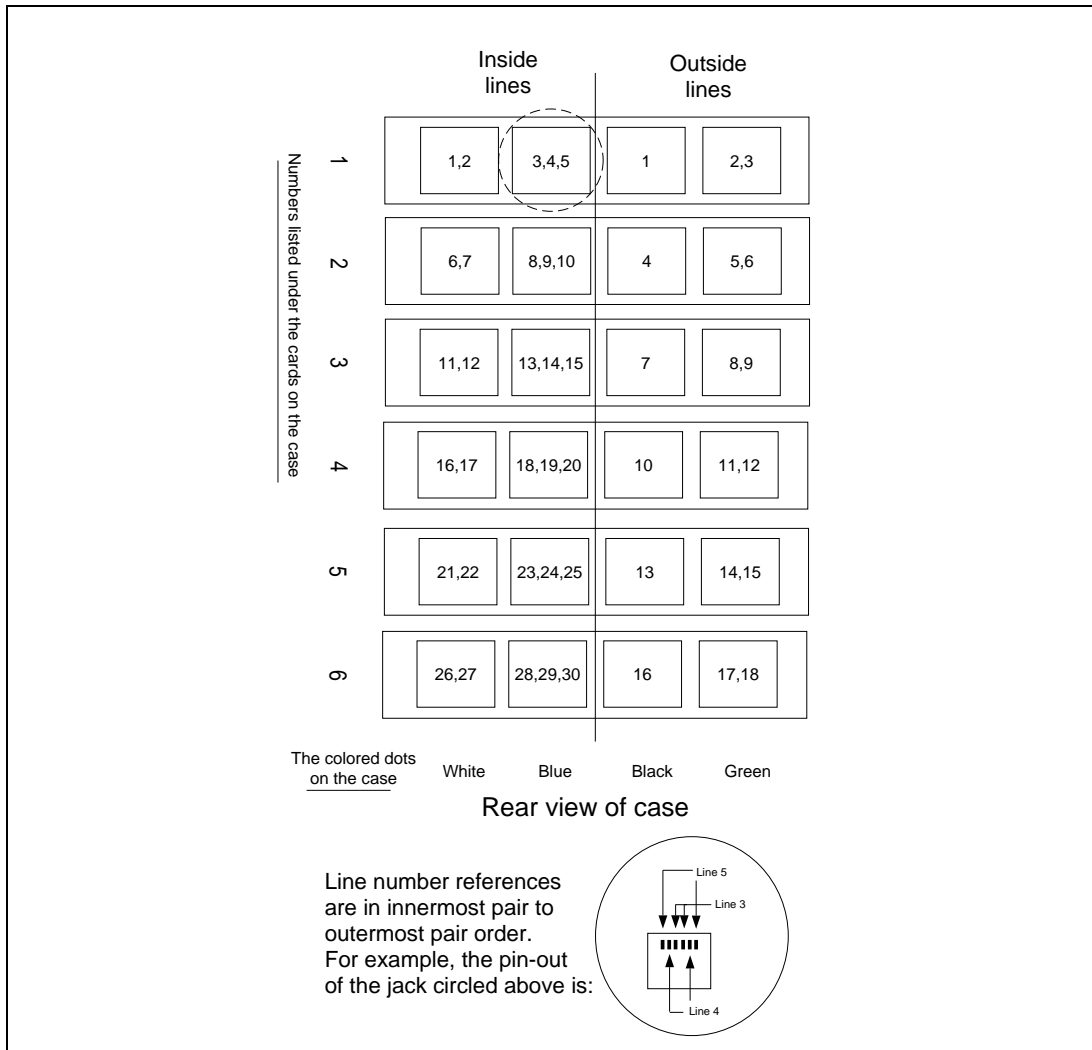 Inside
lines
Outside
lines
Numbers listed under the cards on the case
1
1,2
3,4,5
1
2,3
2
6,7
8,9,10
4
5,6
3
11,12
13,14,15
7
8,9
4
16,17
18,19,20
10
11,12
5
21,22
23,24,25
13
14,15
6
26,27
28,29,30
16
17,18
The colored dots
on the case
White
Blue
Black
Green
Rear view of case
Line number references
are in innermost pair to
outermost pair order.
For example, the pin-out
of the jack circled above is:
Line 5
Line 3
Line 4